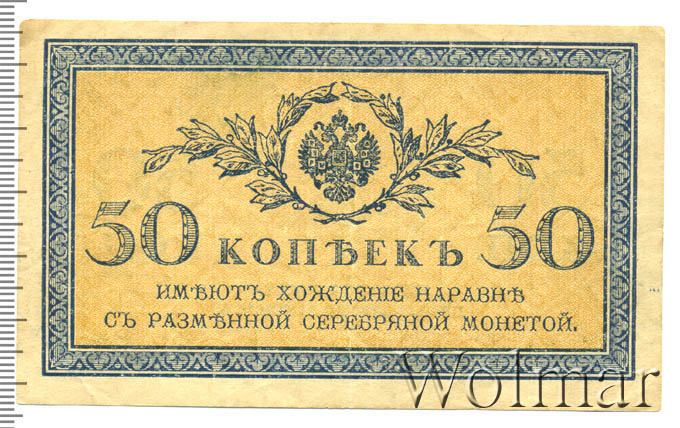 50 КОПѢЕКЪ 50
ИМѢЮТЪ ХОЖДЕНІЕ НАРАВНѢ
СЪ РАЗМѢННОЙ СЕРЕБРЯНОЙ МОНЕТОЙ.
Wolmar